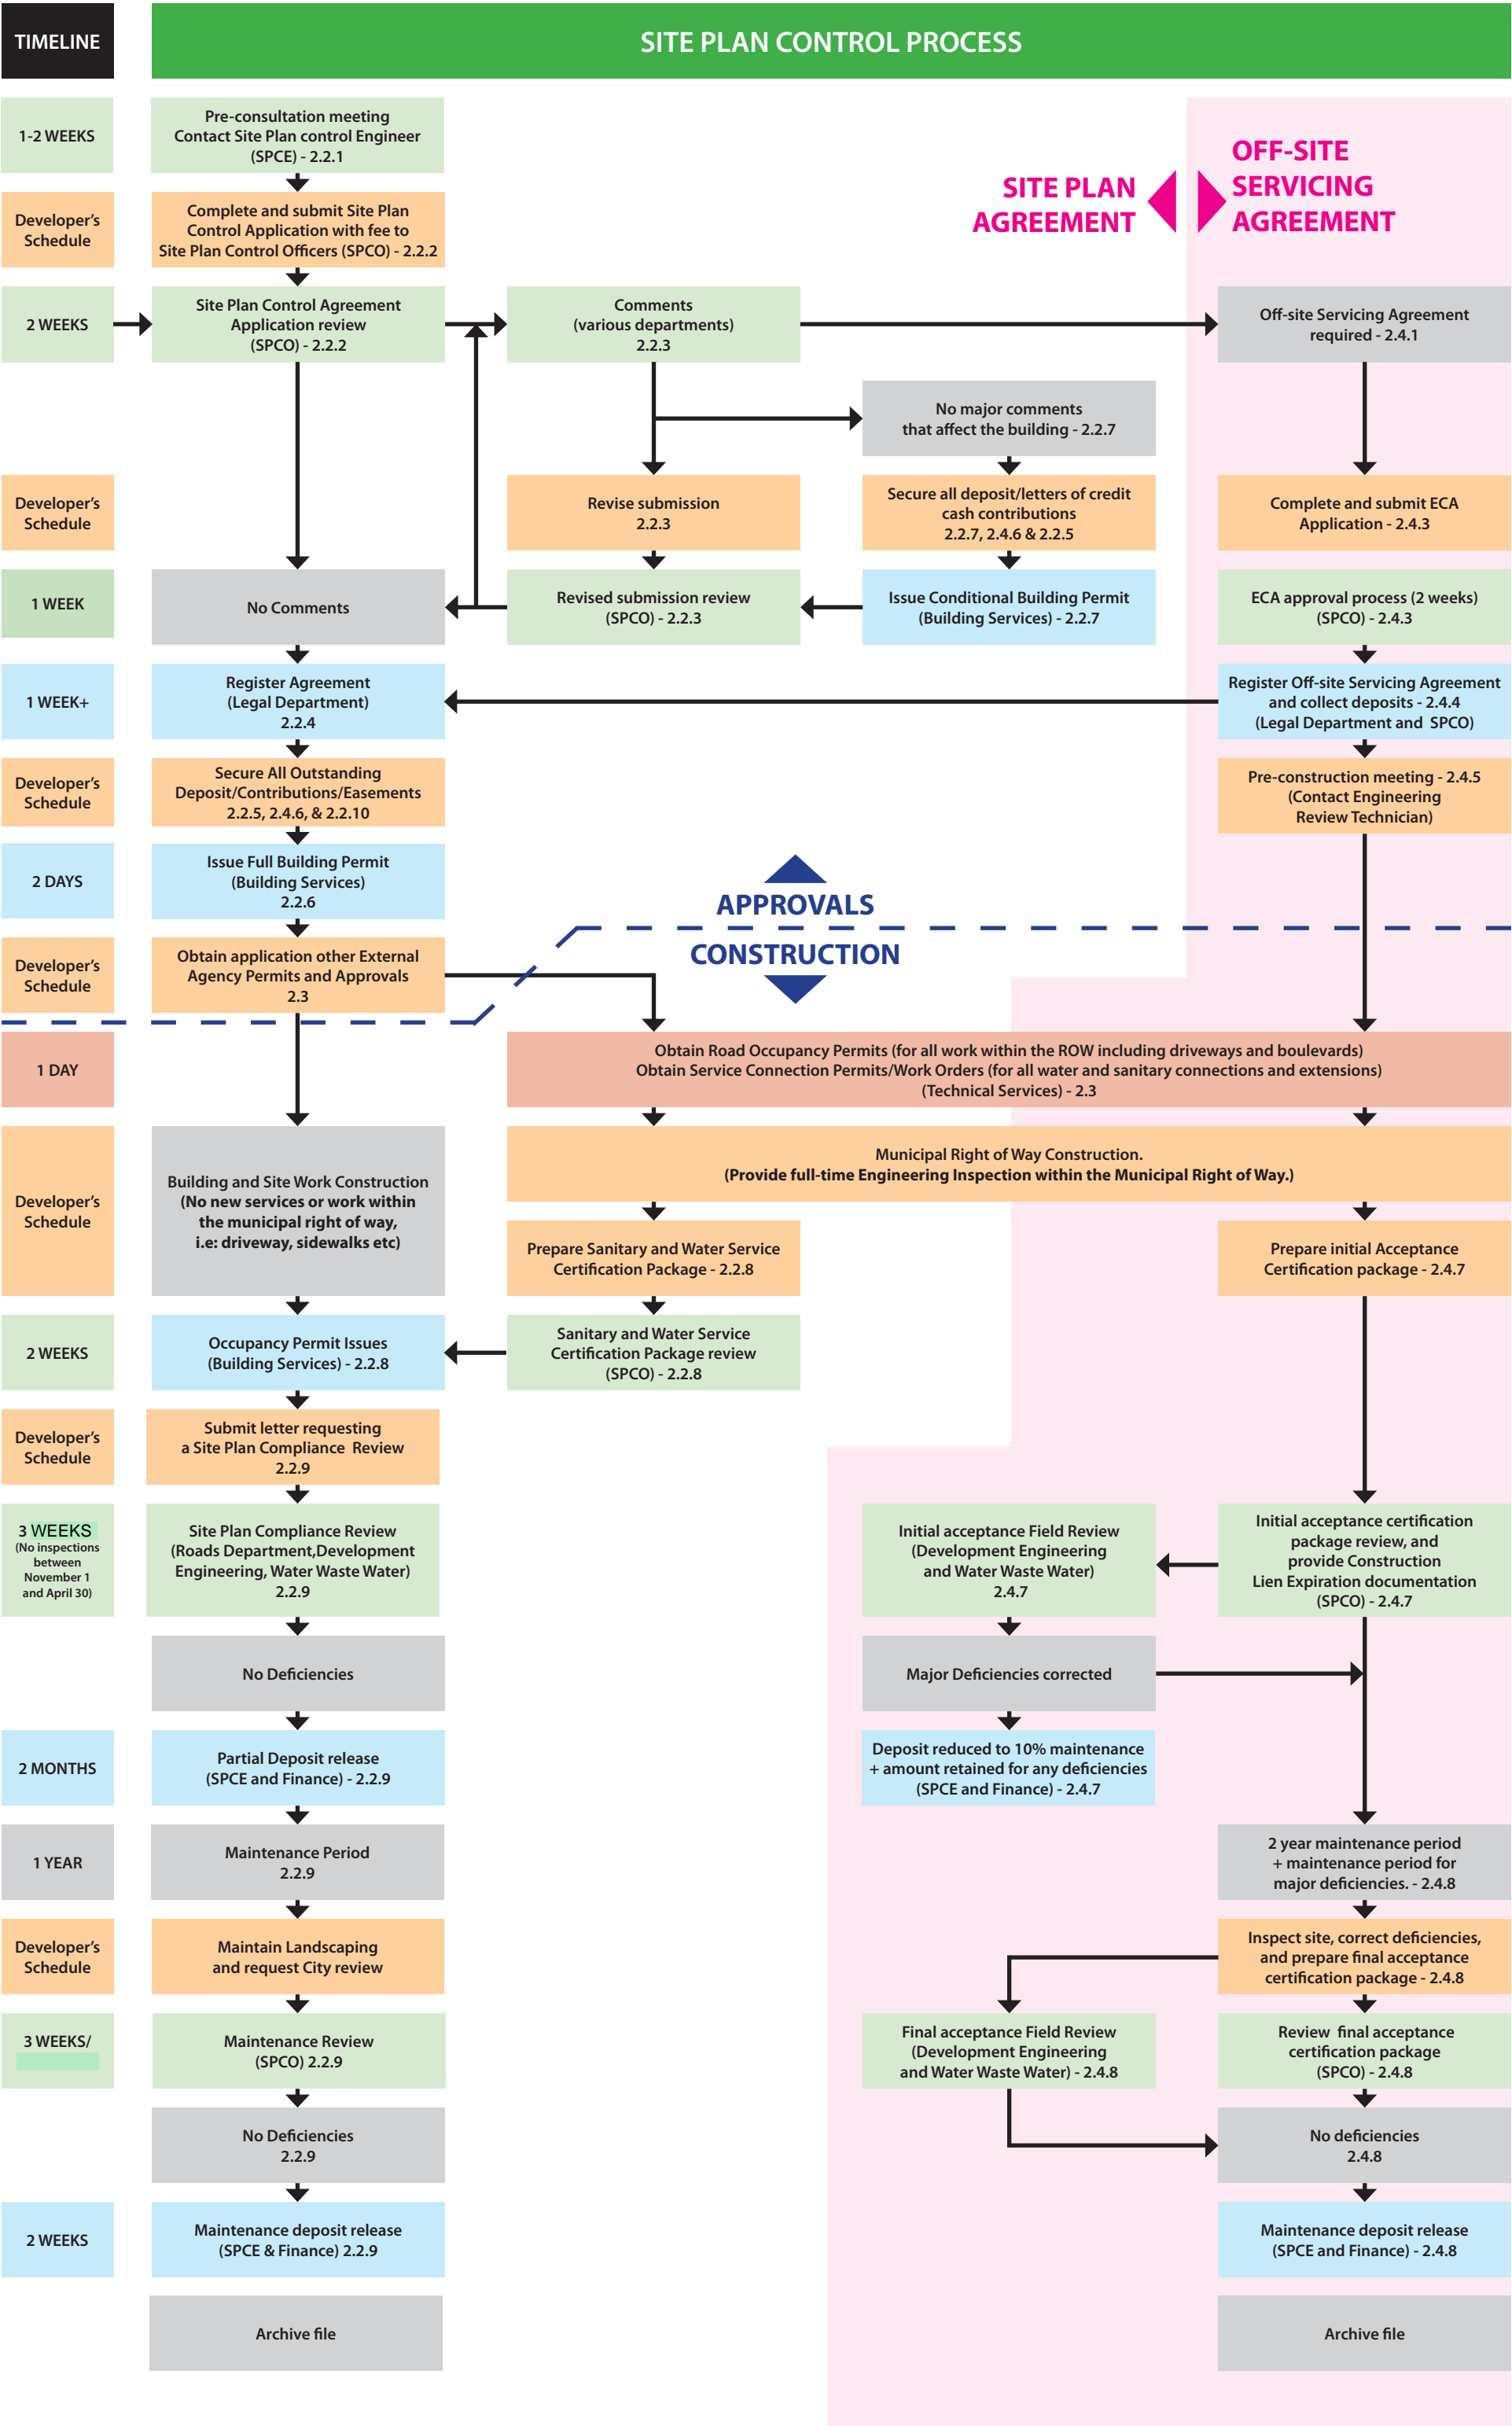 TIMELINE
SITE PLAN CONTROL PROCESS
1-2 WEEKS
Pre-consultation meeting
Contact Site Plan control Engineer
(SPCE) - 2.2.1
SITE PLAN
AGREEMENT
OFF-SITE
SERVICING
AGREEMENT
Developer's
Schedule
Complete and submit Site Plan
Control Application with fee to
Site Plan Control Officers (SPCO) - 2.2.2
2 WEEKS
Site Plan Control Agreement
Application review
(SPCO) - 2.2.2
Comments
(various departments)
2.2.3
Off-site Servicing Agreement
required - 2.4.1
No major comments
that affect the building - 2.2.7
Developer's
Schedule
Revise submission
2.2.3
Secure all deposit/letters of credit
cash contributions
2.2.7, 2.4.6 & 2.2.5
Complete and submit ECA
Application - 2.4.3
1 WEEK
No Comments
Revised submission review
(SPCO) - 2.2.3
Issue Conditional Building Permit
(Building Services) - 2.2.7
ECA approval process (2 weeks)
(SPCO) - 2.4.3
1 WEEK+
Register Agreement
(Legal Department)
2.2.4
Register Off-site Servicing Agreement
and collect deposits - 2.4.4
(Legal Department and SPCO)
Developer's
Schedule
Secure All Outstanding
Deposit/Contributions/Easements
2.2.5, 2.4.6, & 2.2.10
Pre-construction meeting - 2.4.5
(Contact Engineering
Review Technician)
2 DAYS
Issue Full Building Permit
(Building Services)
2.2.6
APPROVALS
CONSTRUCTION
Developer's
Schedule
Obtain application other External
Agency Permits and Approvals
2.3
1 DAY
Obtain Road Occupancy Permits (for all work within the ROW including driveways and boulevards)
Obtain Service Connection Permits/Work Orders (for all water and sanitary connections and extensions)
(Technical Services) - 2.3
Developer's
Schedule
Building and Site Work Construction
(No new services or work within
the municipal right of way,
i.e: driveway, sidewalks etc)
Municipal Right of Way Construction.
(Provide full-time Engineering Inspection within the Municipal Right of Way.)
Prepare Sanitary and Water Service
Certification Package - 2.2.8
Prepare initial Acceptance
Certification package - 2.4.7
2 WEEKS
Occupancy Permit Issues
(Building Services) - 2.2.8
Sanitary and Water Service
Certification Package review
(SPCO) - 2.2.8
Developer's
Schedule
Submit letter requesting
a Site Plan Compliance Review
2.2.9
3 WEEKS
(No inspections
between
November 1
and April 30)
Site Plan Compliance Review
(Roads Department,Development
Engineering, Water Waste Water)
2.2.9
Initial acceptance Field Review
(Development Engineering
and Water Waste Water)
2.4.7
Initial acceptance certification
package review, and
provide Construction
Lien Expiration documentation
(SPCO) - 2.4.7
No Deficiencies
Major Deficiencies corrected
2 MONTHS
Partial Deposit release
(SPCE and Finance) - 2.2.9
Deposit reduced to 10% maintenance
+ amount retained for any deficiencies
(SPCE and Finance) - 2.4.7
1 YEAR
Maintenance Period
2.2.9
2 year maintenance period
+ maintenance period for
major deficiencies. - 2.4.8
Developer's
Schedule
Maintain Landscaping
and request City review
Inspect site, correct deficiencies,
and prepare final acceptance
certification package - 2.4.8
3 WEEKS/
Maintenance Review
(SPCO) 2.2.9
Final acceptance Field Review
(Development Engineering
and Water Waste Water) - 2.4.8
Review final acceptance
certification package
(SPCO) - 2.4.8
No Deficiencies
2.2.9
No deficiencies
2.4.8
2 WEEKS
Maintenance deposit release
(SPCE & Finance) 2.2.9
Maintenance deposit release
(SPCE and Finance) - 2.4.8
Archive file
Archive file